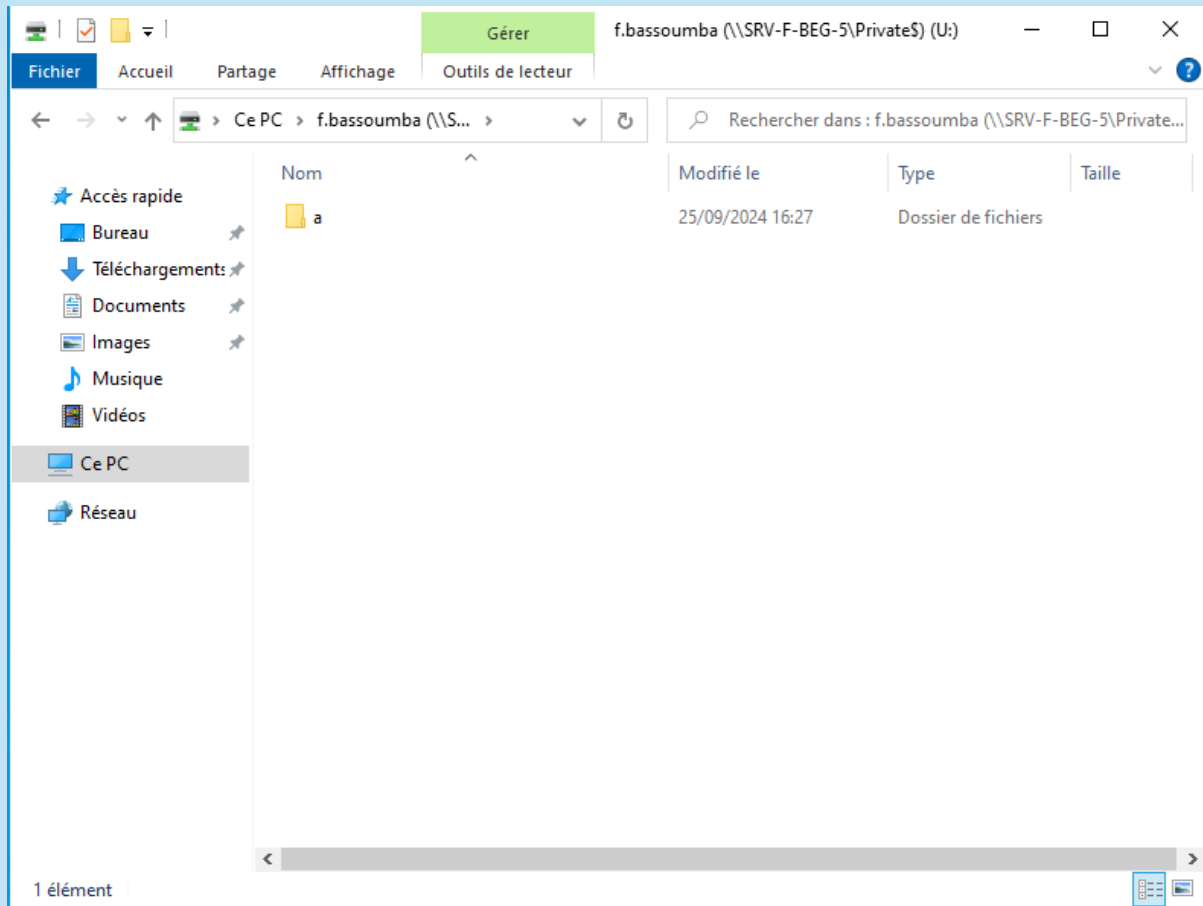 Gérer
f.bassoumba (\\SRV-F-BEG-5\Private$) (U:)
Fichier Accueil Partage Affichage Outils de lecteur
Ce PC f.bassoumba (\\S... Rechercher dans : f.bassoumba (\\SRV-F-BEG-5\Private...
Nom Modifié le Type Taille
Accès rapide
a 25/09/2024 16:27 Dossier de fichiers
Bureau
Téléchargements
Documents
Images
Musique
Vidéos
Ce PC
Réseau
1 élément